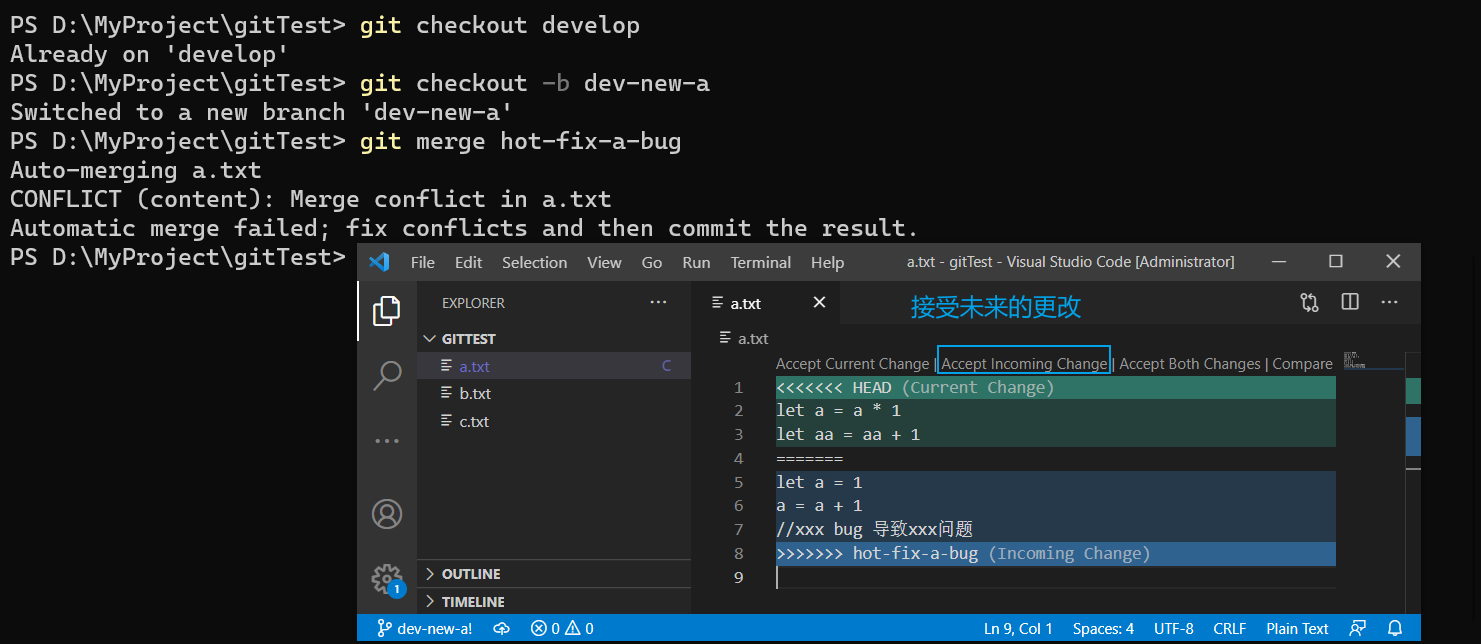 PS D:\MyProject\gitTest> git checkout develop
Already on 'develop'
PS D:\MyProject\gitTest> git checkout -b dev-new-a
Switched to a new branch 'dev-new-a'
PS D:\MyProject\gitTest> git merge hot-fix-a-bug
Auto-merging a.txt
CONFLICT (content): Merge conflict in a.txt
Automatic merge failed; fix conflicts and then commit the result.
PS D:\MyProject\gitTest>
File Edit Selection View Go Run Terminal Help a.txt - gitTest - Visual Studio Code [Administrator]
EXPLORER
GITTEST
a.txt C
b.txt
c.txt
OUTLINE
TIMELINE
1
a.txt
接受未来的更改
a.txt
Accept Current Change | Accept Incoming Change | Accept Both Changes | Compare
1 <<<<<<< HEAD (Current Change)
2 let a = a * 1
3 let aa = aa + 1
4 =======
5 let a = 1
6 a = a + 1
7 //xxx bug 导致xxx问题
8 >>>>>>> hot-fix-a-bug (Incoming Change)
9
dev-new-a! 0 0 Ln 9, Col 1 Spaces: 4 UTF-8 CRLF Plain Text